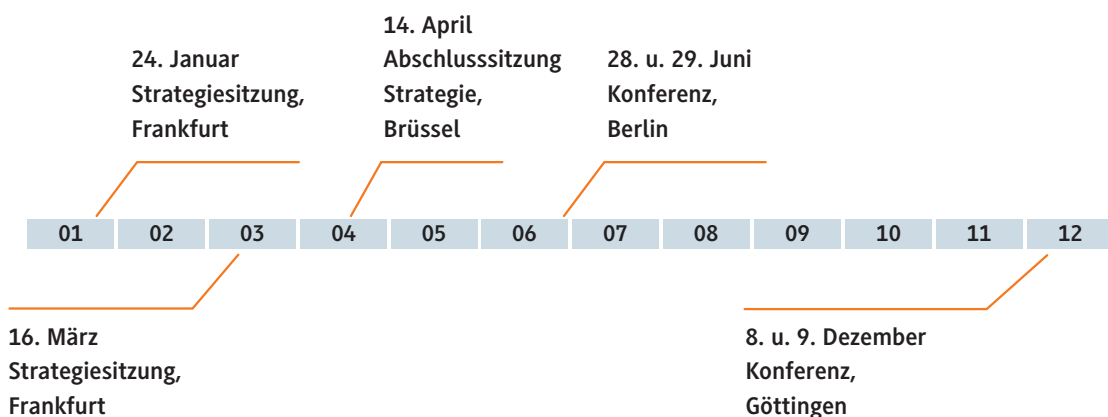 14. April
Abschlusssitzung
Strategie,
Brüssel
24. Januar
Strategiesitzung,
Frankfurt
28. u. 29. Juni
Konferenz,
Berlin
01 02 03 04 05 06 07 08 09 10 11 12
16. März
Strategiesitzung,
Frankfurt
8. u. 9. Dezember
Konferenz,
Göttingen